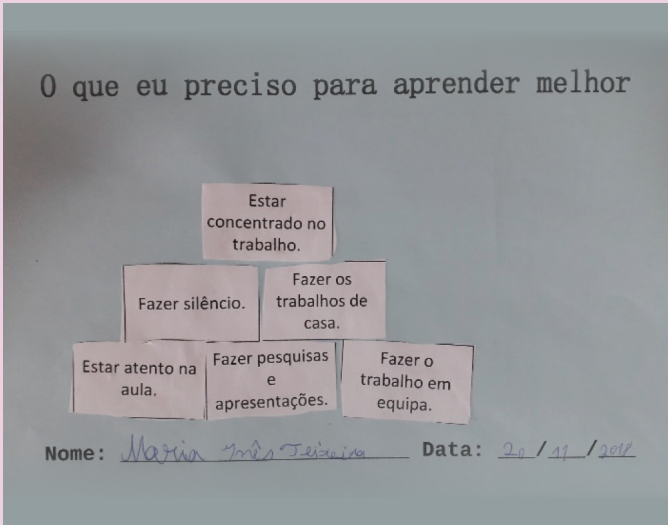 O que eu preciso para aprender melhor
Estar
concentrado no
trabalho.
Fazer silêncio.
Fazer os
trabalhos de
casa.
Estar atento na
aula.
Fazer pesquisas
e
apresentações.
Fazer o
trabalho em
equipa.
Nome: Maria Inês Teixeira Data: 20/11/2018